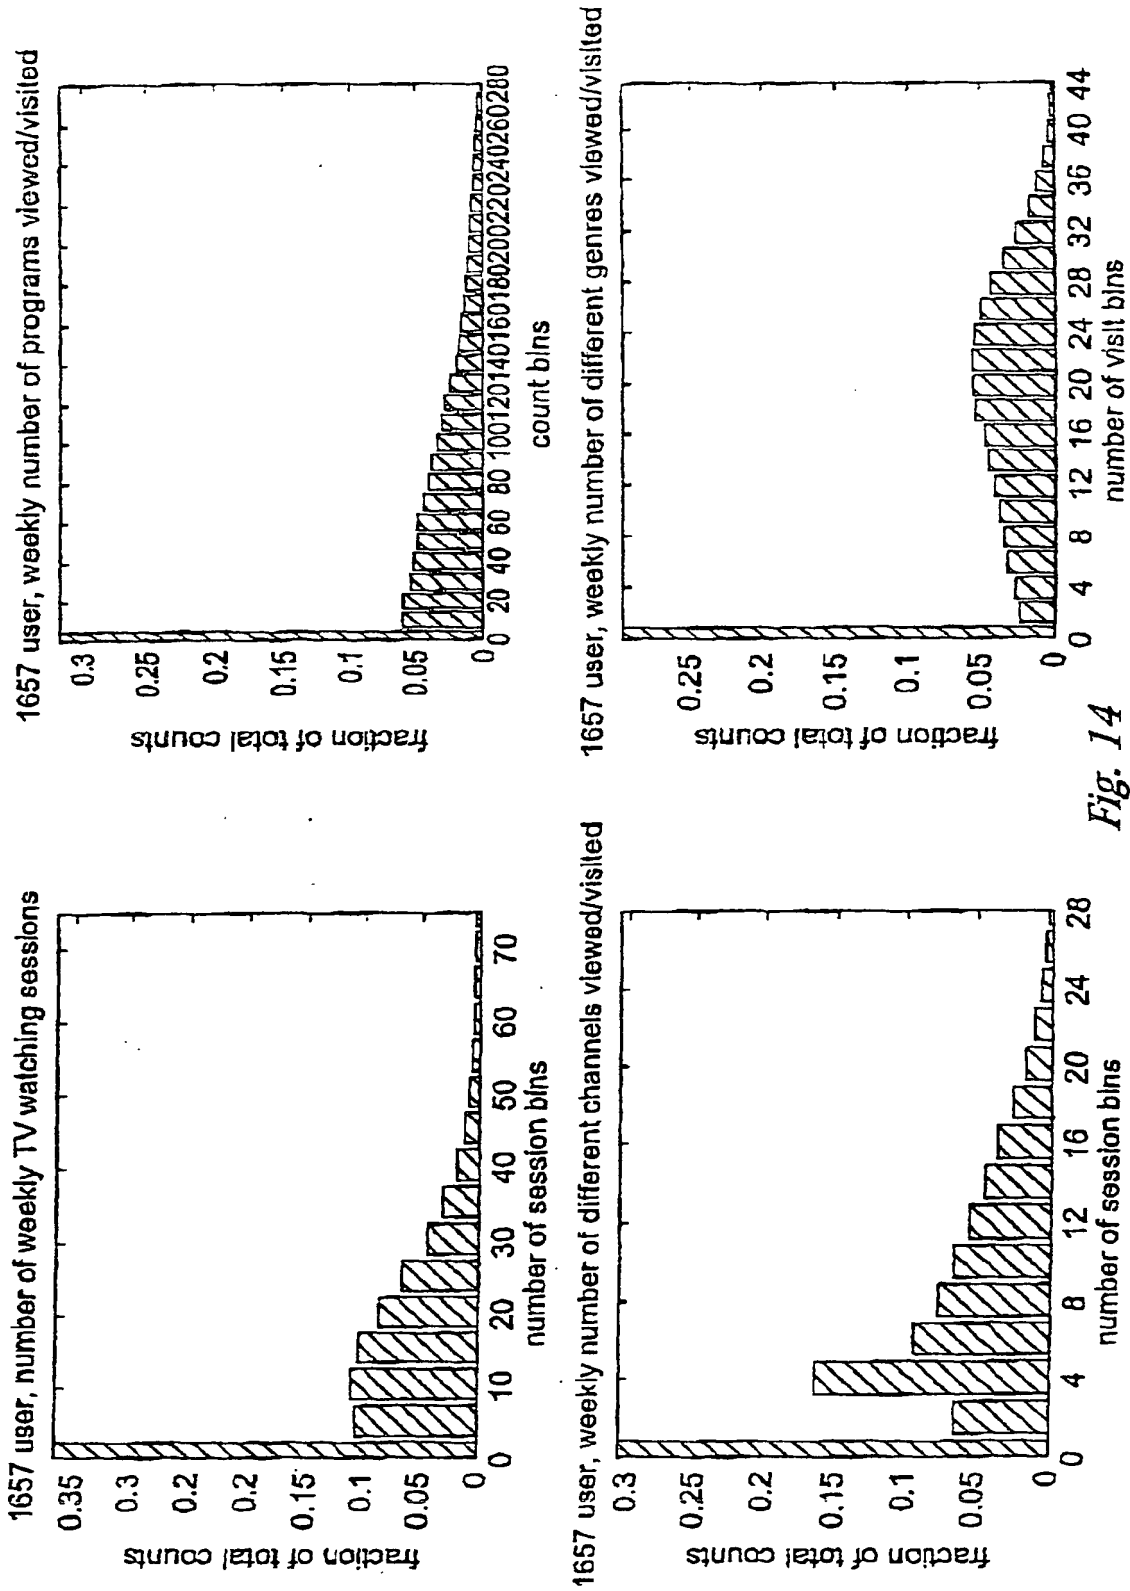 1657 user, number of weekly TV watching sessions
fraction of total counts
0.35
0.3
0.25
0.2
0.15
0.1
0.05
0
0 10 20 30 40 50 60 70
number of session bins
1657 user, weekly number of programs viewed/visited
fraction of total counts
0.3
0.25
0.2
0.15
0.1
0.05
0
0 20 40 60 80 100 120 140 160 180 200 220 240 260 280
count bins
1657 user, weekly number of different channels viewed/visited
fraction of total counts
0.3
0.25
0.2
0.15
0.1
0.05
0
0 4 8 12 16 20 24 28
number of session bins
1657 user, weekly number of different genres viewed/visited
fraction of total counts
0.25
0.2
0.15
0.1
0.05
0
0 4 8 12 16 20 24 28 32 36 40 44
number of visit bins
Fig. 14